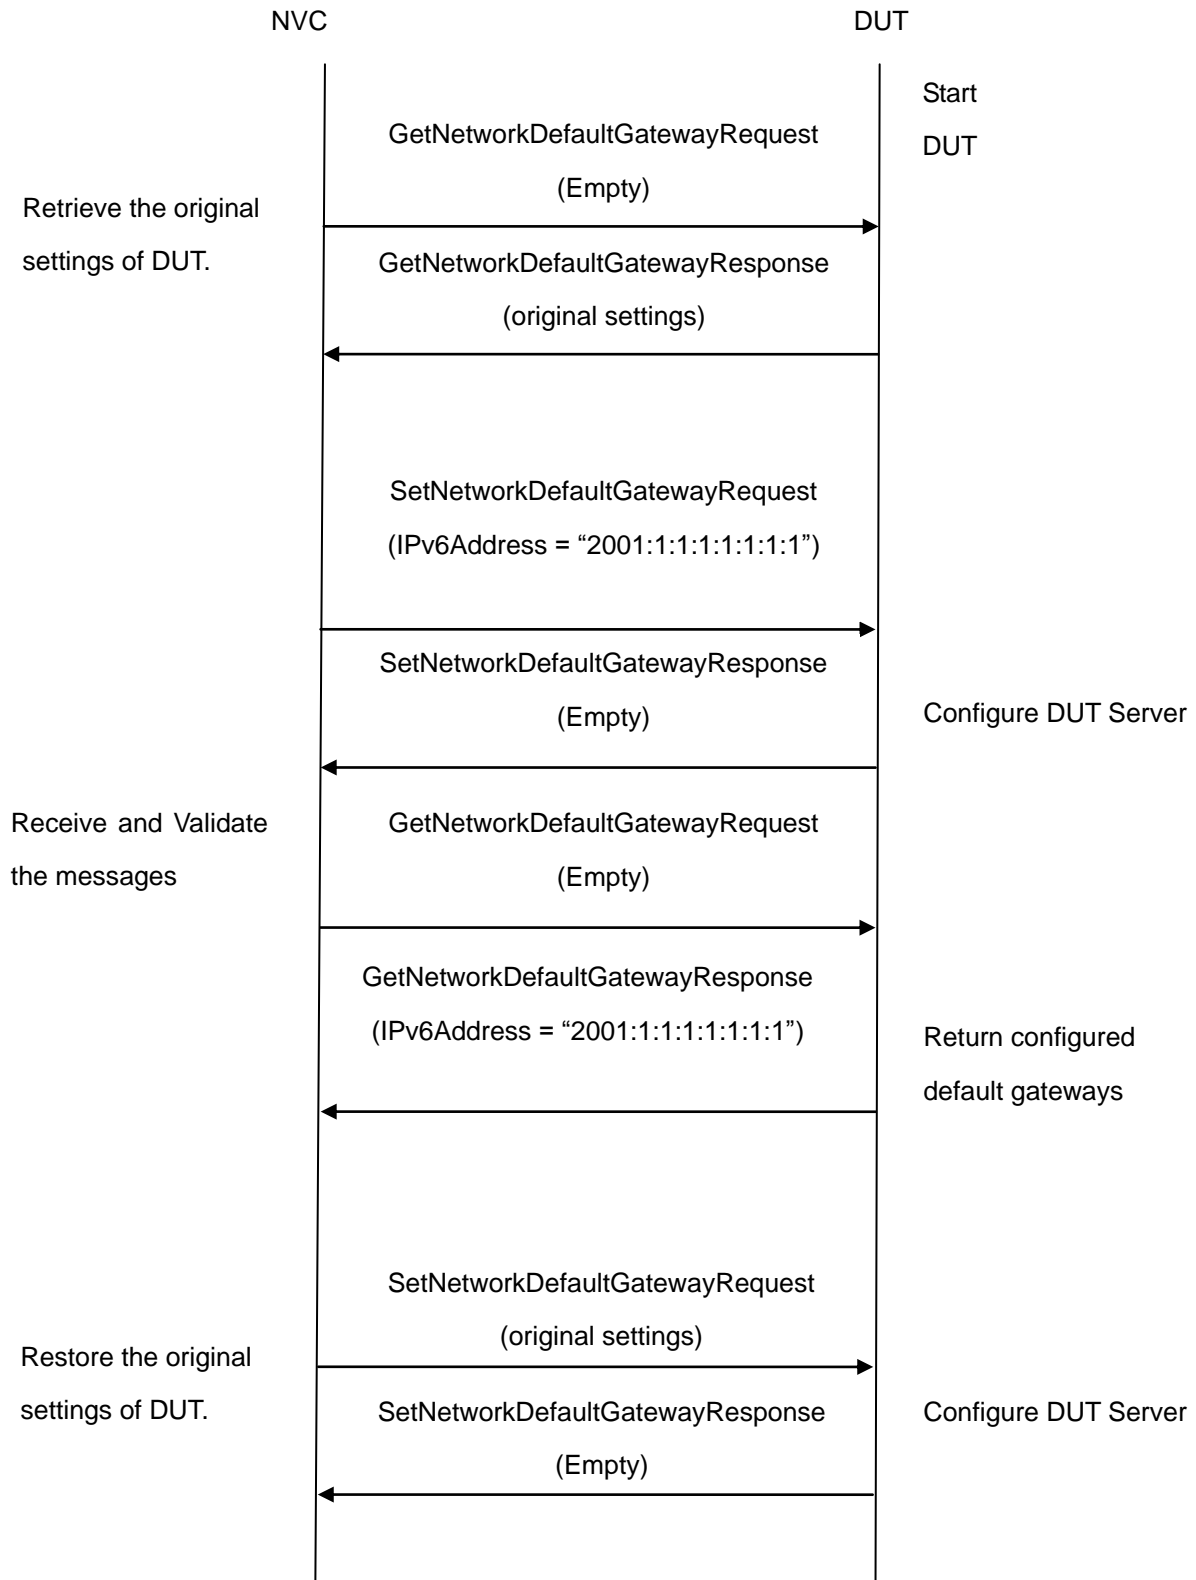 NVC
DUT
Start
DUT
GetNetworkDefaultGatewayRequest
(Empty)
Retrieve the original
settings of DUT.
GetNetworkDefaultGatewayResponse
(original settings)
SetNetworkDefaultGatewayRequest
(IPv6Address = “2001:1:1:1:1:1:1:1”)
SetNetworkDefaultGatewayResponse
(Empty)
Configure DUT Server
Receive and Validate
the messages
GetNetworkDefaultGatewayRequest
(Empty)
GetNetworkDefaultGatewayResponse
(IPv6Address = “2001:1:1:1:1:1:1:1”)
Return configured
default gateways
SetNetworkDefaultGatewayRequest
(original settings)
Restore the original
settings of DUT.
SetNetworkDefaultGatewayResponse
(Empty)
Configure DUT Server